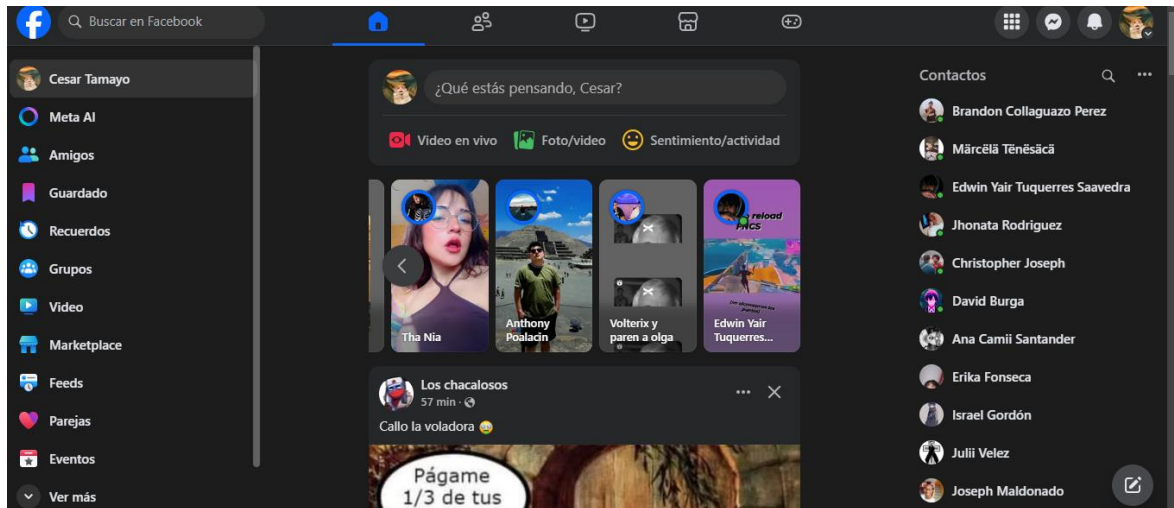 Buscar en Facebook
Cesar Tamayo
Meta AI
Amigos
Guardado
Recuerdos
Grupos
Video
Marketplace
Feeds
Parejas
Eventos
Ver más
¿Qué estás pensando, Cesar?
Video en vivo
Foto/video
Sentimiento/actividad
Tha Nia
Anthony
Poalacin
Volterix y
paren a olga
reload
PNCS
Edwin Yair
Tuquerres...
Los chacalosos
57 min ·
Callo la voladora
Págame
1/3 de tus
Contactos
Brandon Collaguazo Perez
Märcëlä Tënësäcä
Edwin Yair Tuquerres Saavedra
Jhonata Rodriguez
Christopher Joseph
David Burga
Ana Camii Santander
Erika Fonseca
Israel Gordón
Julii Velez
Joseph Maldonado